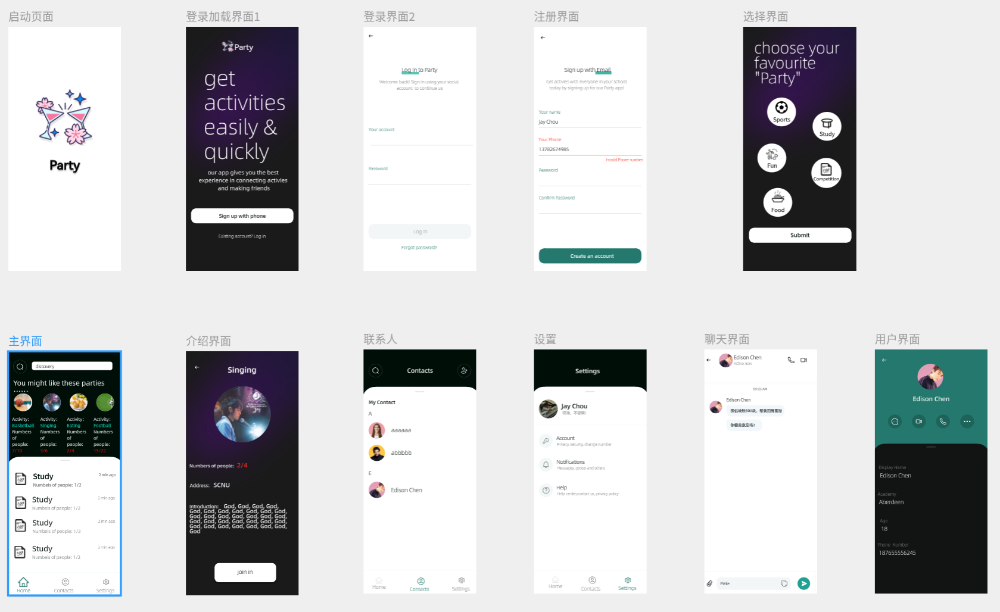 启动页面
Party
登录加载界面1
Party
get
activities
easily &
quickly
our app gives you the best
experience in connecting activies
and making friends
Sign up with phone
Existing account? Log in
登录界面2
Log in to Party
Welcome back! Sign in using your social
account to continue us
Your account
Password
Log in
Forgot password?
注册界面
Sign up with Email
Get activies with everyone in your school
today by signing up for our Party app!
Your name
Jay Chou
Your Phone
13782674985
Invalid Phone number
Password
Confirm Password
Create an account
选择界面
choose your
favourite
"Party"
Sports
Study
Fun
Competition
Food
Submit
主界面
discovery
You might like these parties
......
Activity:
Basketball
Numbers
of
people:
7/10
Activity:
Singing
Numbers
of
people:
3/6
Activity:
Eating
Numbers
of
people:
2/4
Activity:
Football
Numbers
of
people:
15/22
Study
2 min ago
Numbels of people: 1/2
Study
2 min ago
Numbels of people: 1/2
Study
2 min ago
Numbels of people: 1/2
Study
2 min ago
Numbels of people: 1/2
Home
Contacts
Settings
介绍界面
Singing
Numbers of people: 2/4
Address: SCNU
Introduction: God, God, God, God,
God, God, God, God, God, God, God,
God, God, God, God, God, God, God,
God, God, God, God, God, God, God,
God, God, God, God, God, God, God,
God
join in
联系人
Contacts
My Contact
A
aaaaaa
abbbbb
E
Edison Chen
Home
Contacts
Settings
设置
Settings
Jay Chou
Account
Privacy, security, change number
Notifications
Messages, group and others
Help
Help center,contact us, privacy policy
Home
Contacts
Settings
聊天界面
Edison Chen
Active now
09:25 AM
Edison Chen
Make
用户界面
Edison Chen
Display Name
Edison Chen
Academy
Aberdeen
Age
18
Phone Number
187655556245